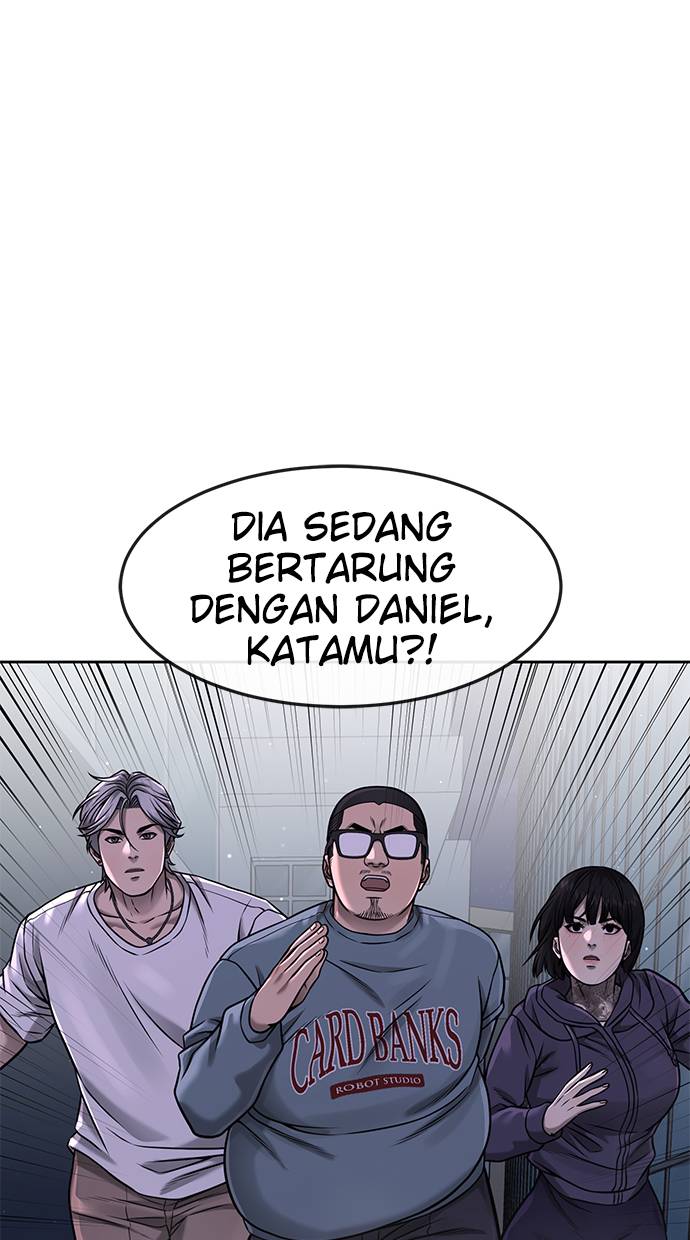 DIA SEDANG
BERTARUNG
DENGAN DANIEL,
KATAMU?!
CARD BANKS
ROBOT STUDIO